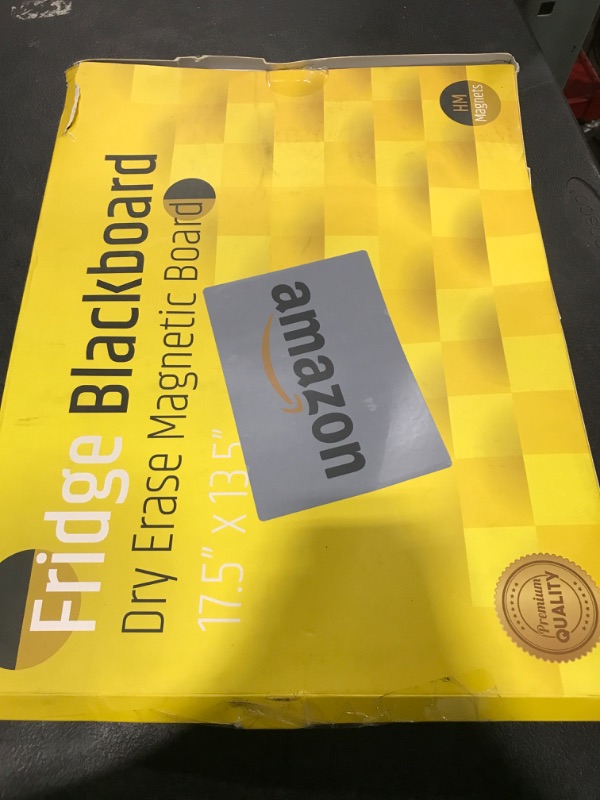 HM
Magnets
Fridge Blackboard
Dry Erase Magnetic Board
17.5" X 13.5"
amazon
Premium
QUALITY